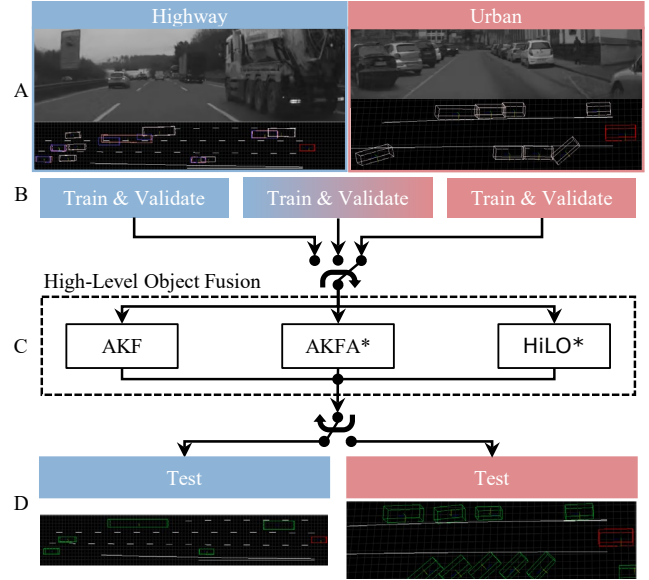 Highway
Urban
A
B
Train & Validate
Train & Validate
Train & Validate
High-Level Object Fusion
C
AKF
AKFA*
HiLO*
Test
Test
D